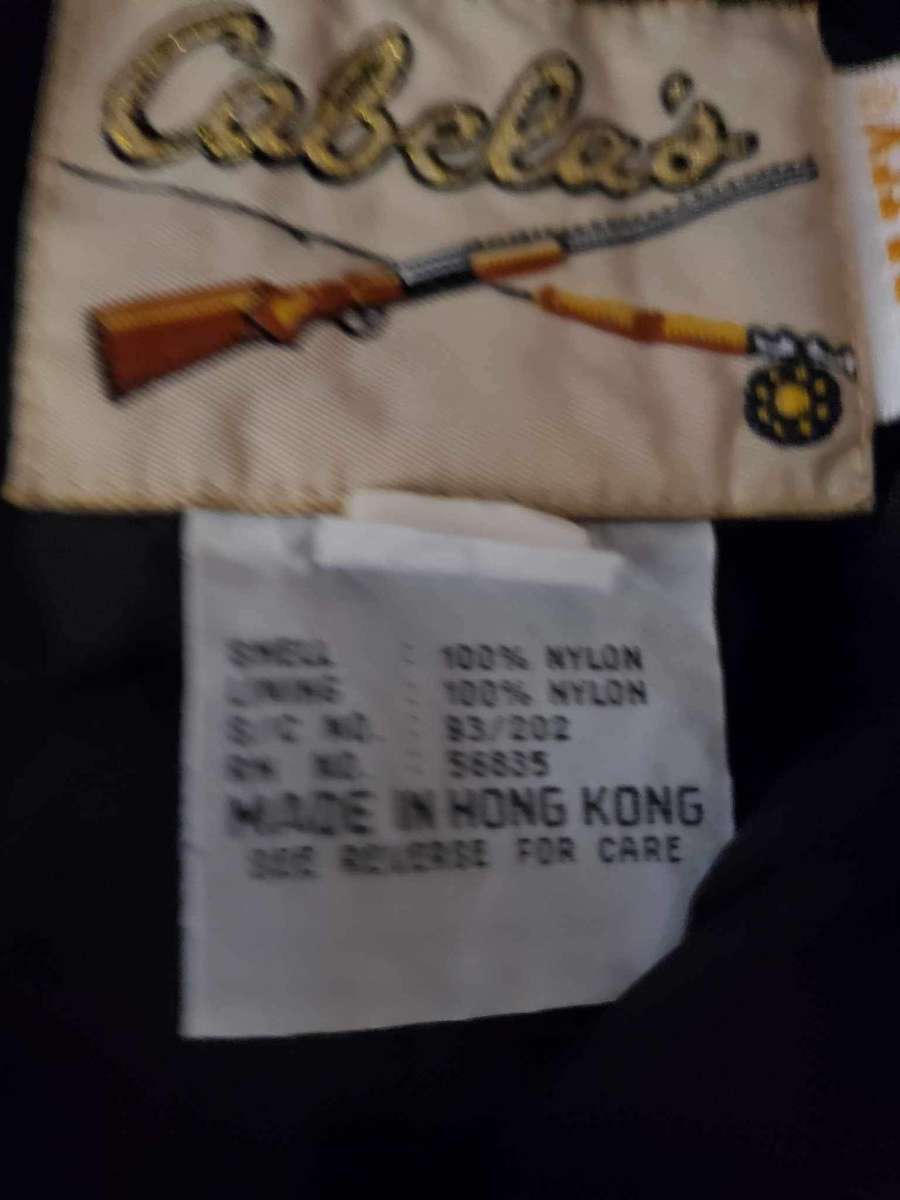 Cabela's
SHELL : 100% NYLON
LINING : 100% NYLON
S/C NO. : 93/202
NO. : 56835
MADE IN HONG KONG
SEE REVERSE FOR CARE